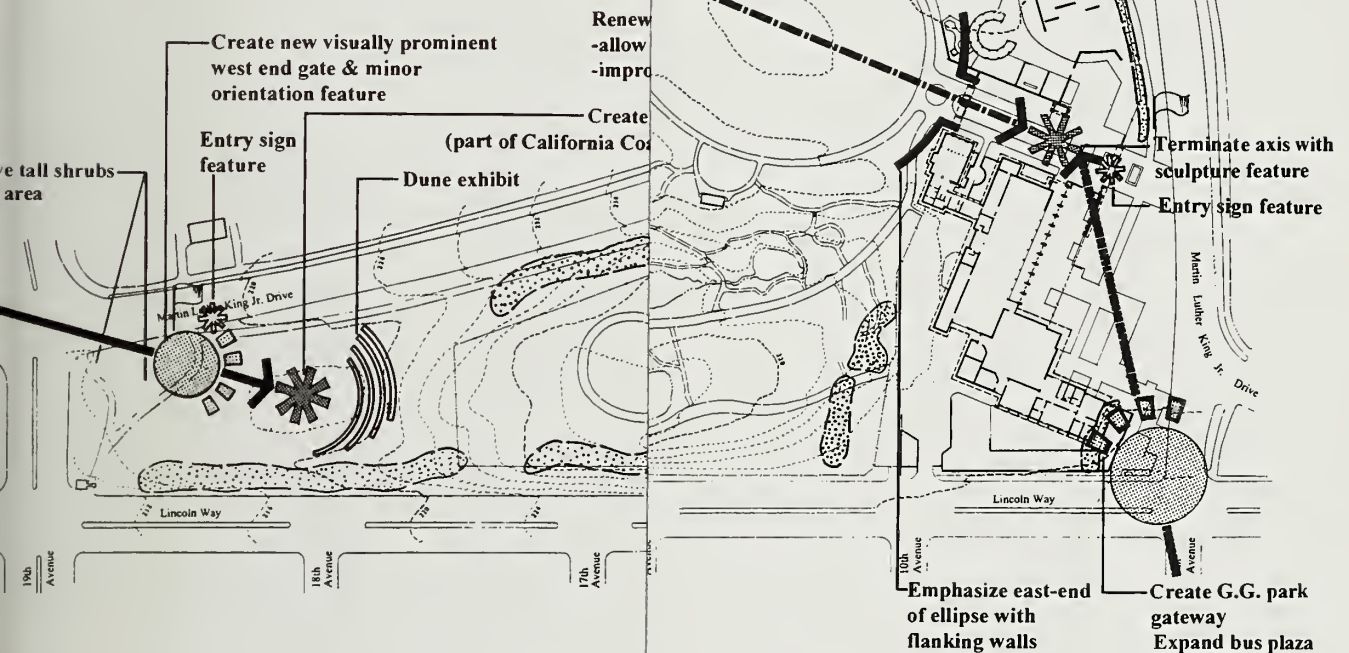 Create new visually prominent
west end gate & minor
orientation feature
Renew
-allow
-impro
Create
(part of California Coa
Entry sign
feature
Dune exhibit
ve tall shrubs
area
King Jr. Drive
Lincoln Way
19th
Avenue
18th
Avenue
17th
Avenue
Terminate axis with
sculpture feature
Entry sign feature
Martin Luther King Jr. Drive
Lincoln Way
10th
Avenue
Avenue
Emphasize east-end
of ellipse with
flanking walls
Create G.G. park
gateway
Expand bus plaza